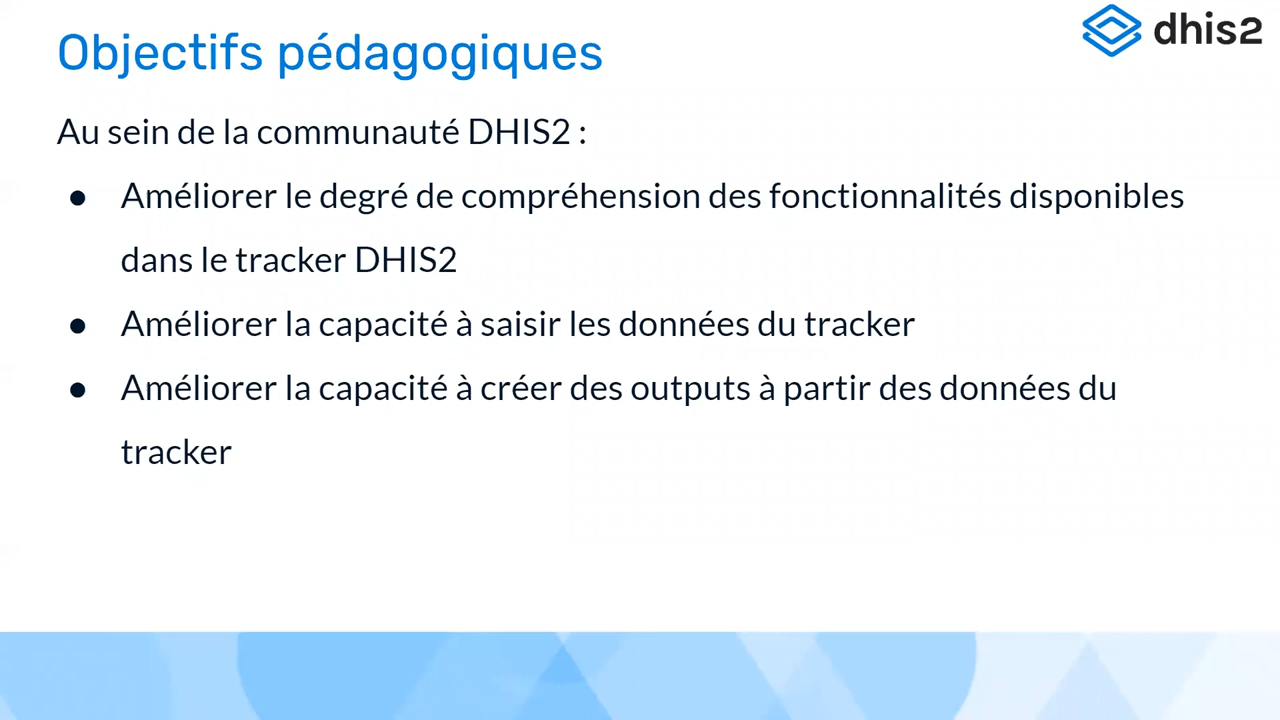 Objectifs pédagogiques
dhis2
Au sein de la communauté DHIS2 :
● Améliorer le degré de compréhension des fonctionnalités disponibles
dans le tracker DHIS2
● Améliorer la capacité à saisir les données du tracker
● Améliorer la capacité à créer des outputs à partir des données du
tracker